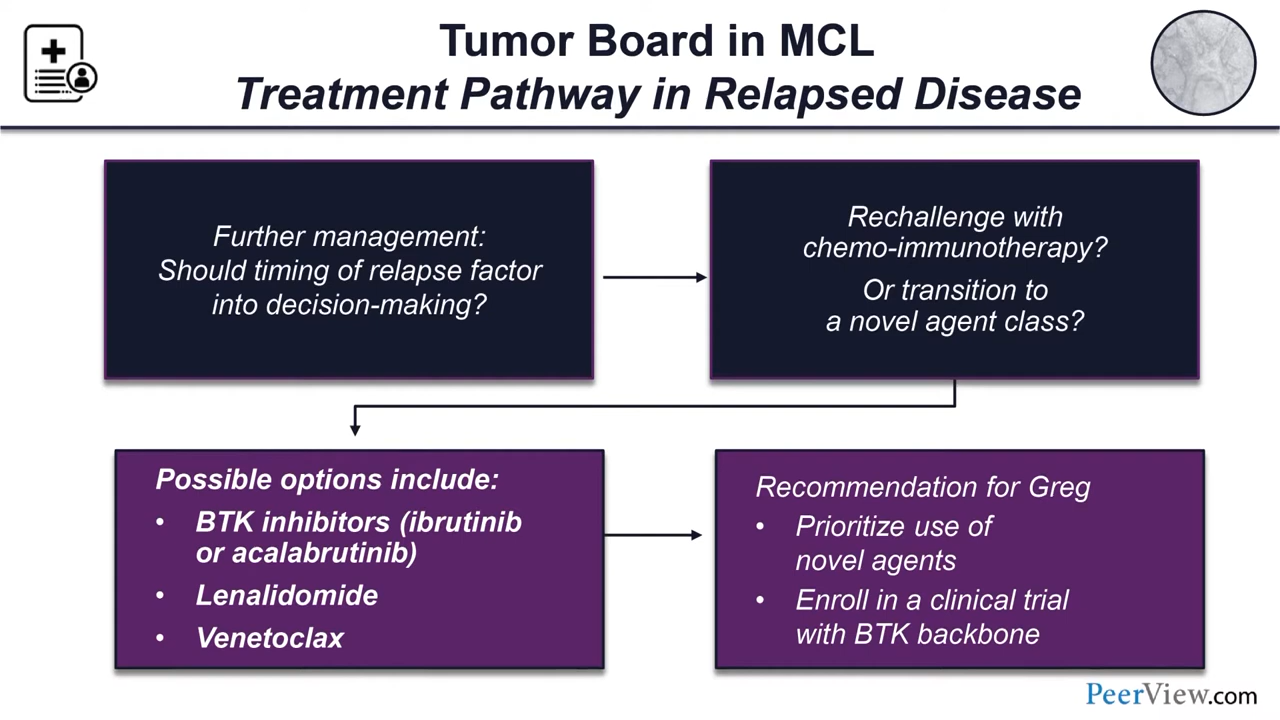 Tumor Board in MCL
Treatment Pathway in Relapsed Disease
Further management:
Should timing of relapse factor
into decision-making?
Rechallenge with
chemo-immunotherapy?
Or transition to
a novel agent class?
Possible options include:
• BTK inhibitors (ibrutinib
or acalabrutinib)
• Lenalidomide
• Venetoclax
Recommendation for Greg
• Prioritize use of
novel agents
• Enroll in a clinical trial
with BTK backbone
PeerView.com